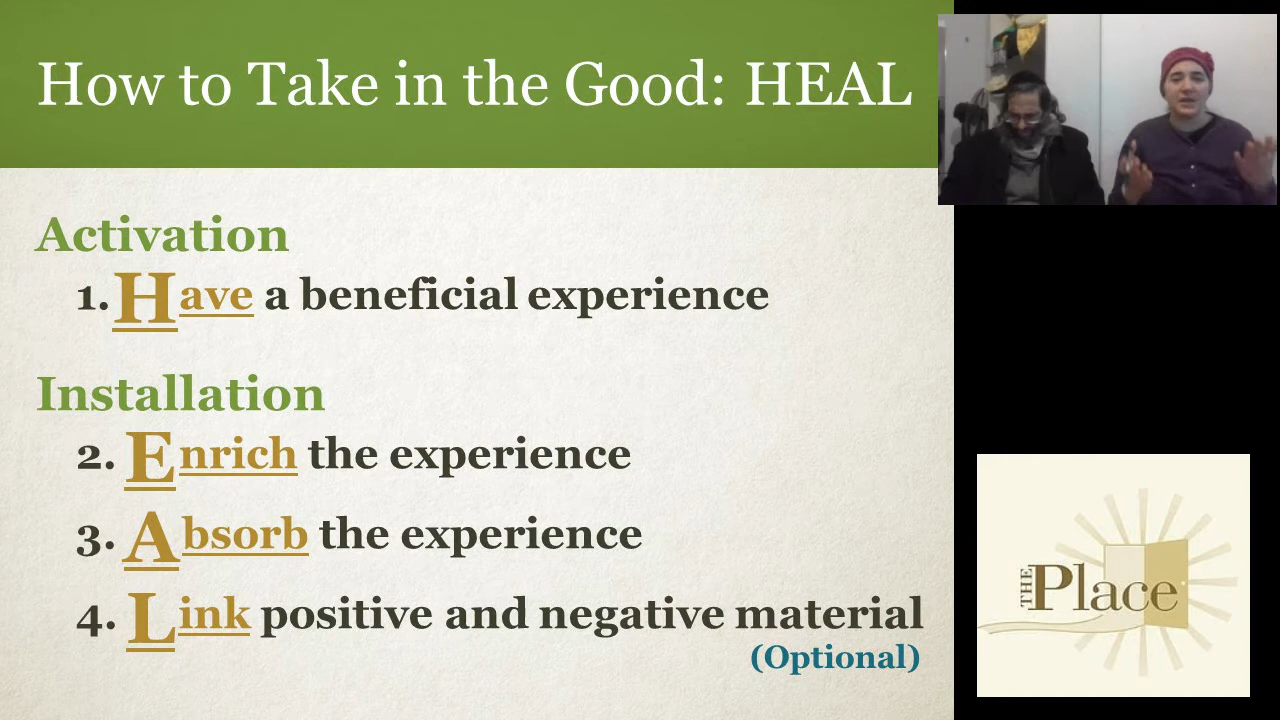 How to Take in the Good: HEAL
Activation
1. Have a beneficial experience
Installation
2. Enrich the experience
3. Absorb the experience
4. Link positive and negative material
(Optional)
THE Place